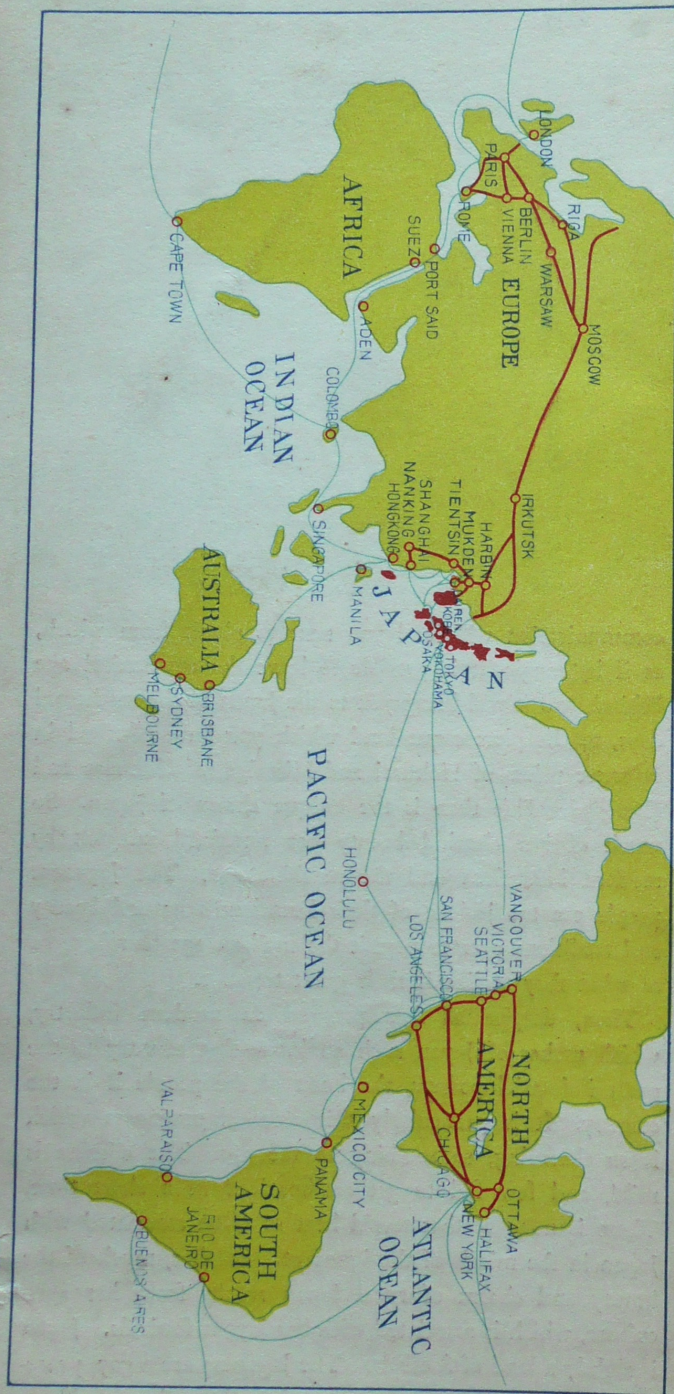 LONDON
PARIS
ROME
BERLIN
VIENNA
RIGA
WARSAW
MOSCOW
EUROPE
PORT SAID
SUEZ
AFRICA
ADEN
CAPE TOWN
INDIAN
OCEAN
COLOMBO
SINGAPORE
IRKUTSK
HARBIN
MUKDEN
TIENTSIN
SHANGHAI
NANKING
HONGKONG
MANILA
JAPAN
TOKYO
YOKOHAMA
OSAKA
AUSTRALIA
BRISBANE
SYDNEY
MELBOURNE
PACIFIC OCEAN
HONOLULU
VANCOUVER
VICTORIA
SEATTLE
SAN FRANCISCO
LOS ANGELES
NORTH
AMERICA
CHICAGO
OTTAWA
HALIFAX
NEW YORK
MEXICO CITY
PANAMA
ATLANTIC
OCEAN
SOUTH
AMERICA
VALPARAISO
RIO DE
JANEIRO
BUENOS AIRES